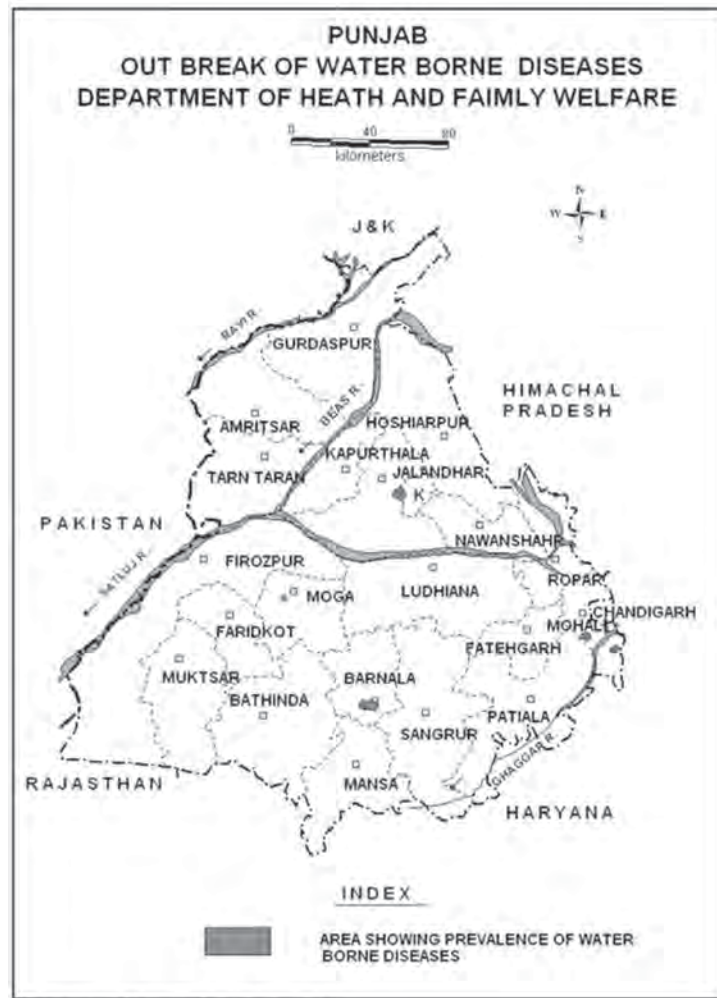 PUNJAB
OUT BREAK OF WATER BORNE DISEASES
DEPARTMENT OF HEATH AND FAIMLY WELFARE
0 40 80
kilometers
N
W E
S
J & K
RAVI R.
GURDASPUR
BEAS R.
HIMACHAL
PRADESH
AMRITSAR
HOSHIARPUR
KAPURTHALA
TARN TARAN
JALANDHAR
K
PAKISTAN
NAWANSHAHR
SATLUJ R.
FIROZPUR
LUDHIANA
ROPAR
MOGA
CHANDIGARH
FARIDKOT
MOHALI
FATEHGARH
MUKTSAR
BARNALA
BATHINDA
PATIALA
SANGRUR
GHAGGAR R.
RAJASTHAN
MANSA
HARYANA
INDEX
AREA SHOWING PREVALENCE OF WATER
BORNE DISEASES